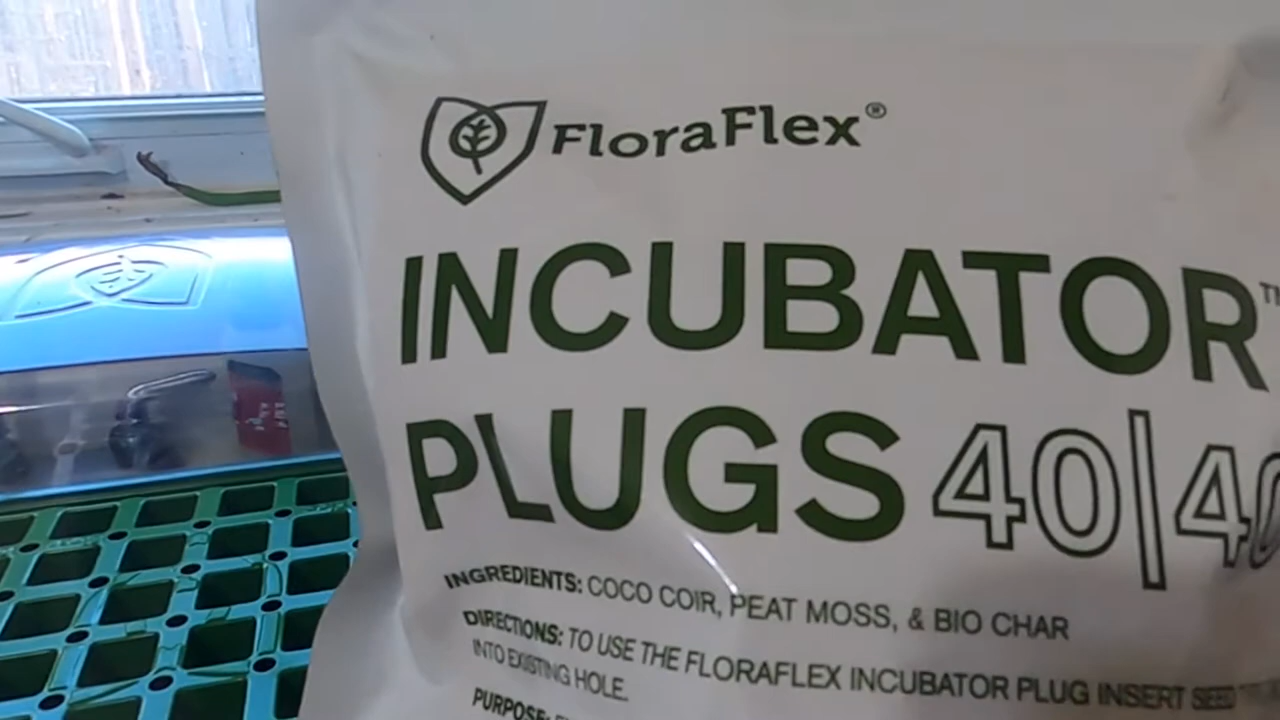 FloraFlex®
INCUBATOR™
PLUGS 40|40
INGREDIENTS: COCO COIR, PEAT MOSS, & BIO CHAR
DIRECTIONS: TO USE THE FLORAFLEX INCUBATOR PLUG INSERT SEED
INTO EXISTING HOLE.
PURPOSE: